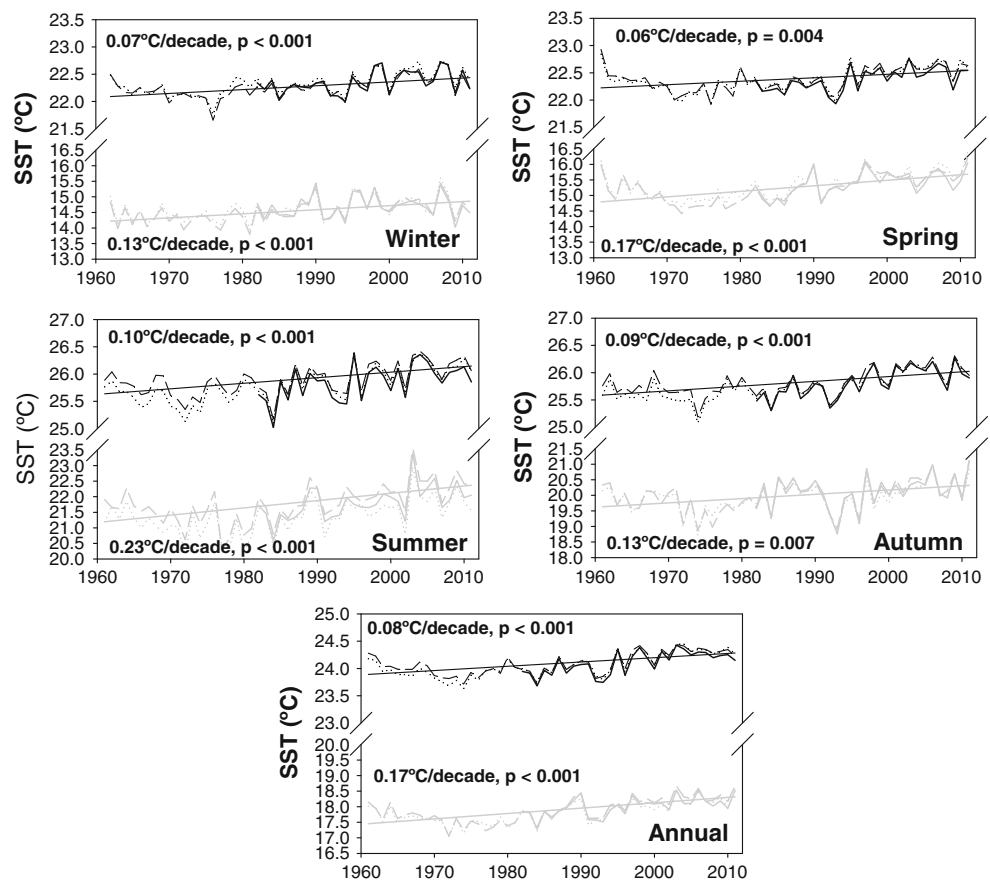 23.5
23.0
22.5
22.0
21.5
16.5
16.0
15.5
15.0
14.5
14.0
13.5
13.0
SST (ºC)
0.07ºC/decade, p < 0.001
0.13ºC/decade, p < 0.001
Winter
1960 1970 1980 1990 2000 2010
23.5
23.0
22.5
22.0
21.5
16.5
16.0
15.5
15.0
14.5
14.0
13.5
13.0
SST (ºC)
0.06ºC/decade, p = 0.004
0.17ºC/decade, p < 0.001
Spring
1960 1970 1980 1990 2000 2010
27.0
26.5
26.0
25.5
25.0
23.5
23.0
22.5
22.0
21.5
21.0
20.5
20.0
SST (ºC)
0.10ºC/decade, p < 0.001
0.23ºC/decade, p < 0.001
Summer
1960 1970 1980 1990 2000 2010
27.0
26.5
26.0
25.5
25.0
21.5
21.0
20.5
20.0
19.5
19.0
18.5
18.0
SST (ºC)
0.09ºC/decade, p < 0.001
0.13ºC/decade, p = 0.007
Autumn
1960 1970 1980 1990 2000 2010
25.0
24.5
24.0
23.5
23.0
20.0
19.5
19.0
18.5
18.0
17.5
17.0
16.5
SST (ºC)
0.08ºC/decade, p < 0.001
0.17ºC/decade, p < 0.001
Annual
1960 1970 1980 1990 2000 2010